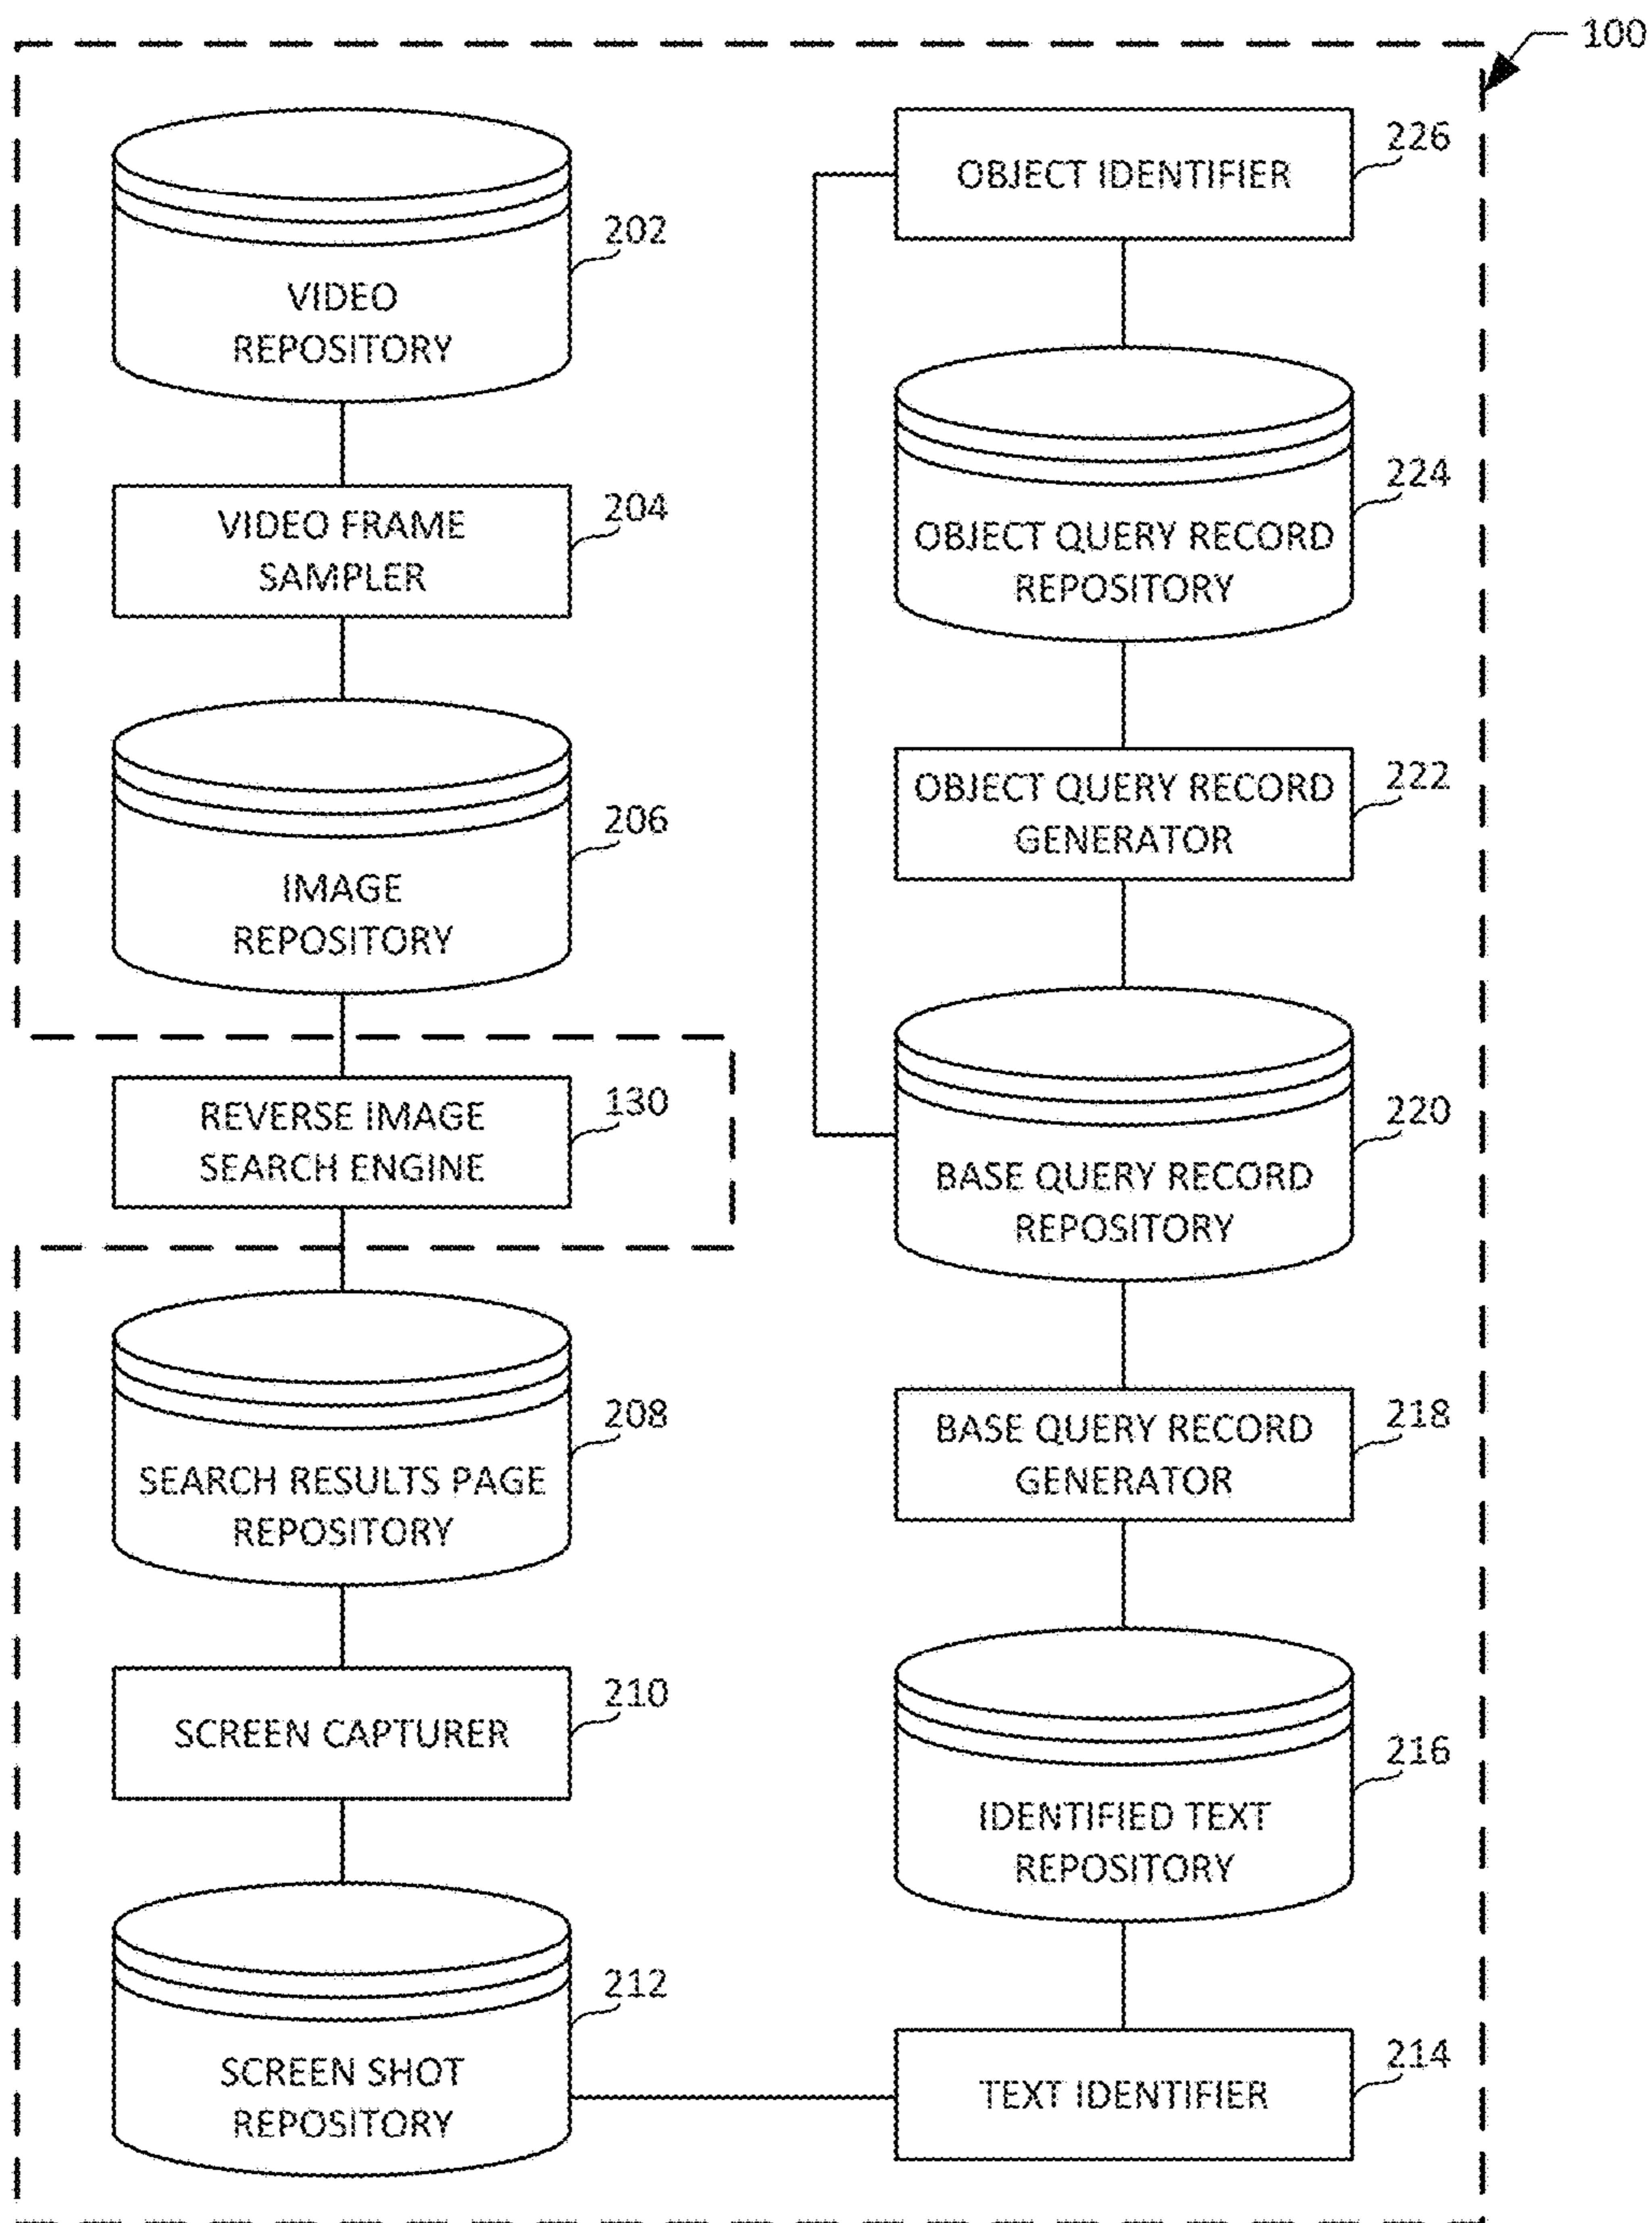 100
202
VIDEO
REPOSITORY
204
VIDEO FRAME
SAMPLER
206
IMAGE
REPOSITORY
130
REVERSE IMAGE
SEARCH ENGINE
208
SEARCH RESULTS PAGE
REPOSITORY
210
SCREEN CAPTURER
212
SCREEN SHOT
REPOSITORY
226
OBJECT IDENTIFIER
224
OBJECT QUERY RECORD
REPOSITORY
222
OBJECT QUERY RECORD
GENERATOR
220
BASE QUERY RECORD
REPOSITORY
218
BASE QUERY RECORD
GENERATOR
216
IDENTIFIED TEXT
REPOSITORY
214
TEXT IDENTIFIER